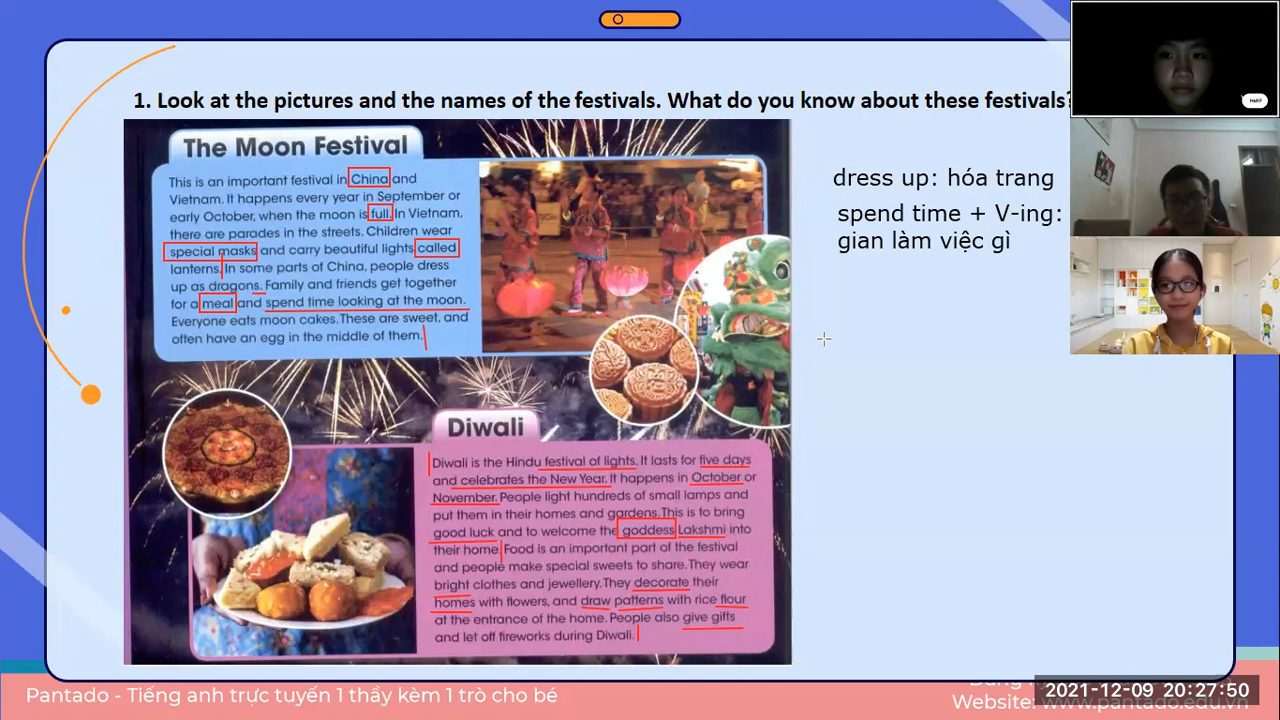 1. Look at the pictures and the names of the festivals. What do you know about these festivals?
The Moon Festival
This is an important festival in China and
Vietnam. It happens every year in September or
early October, when the moon is full. In Vietnam,
there are parades in the streets. Children wear
special masks and carry beautiful lights called
lanterns. In some parts of China, people dress
up as dragons. Family and friends get together
for a meal and spend time looking at the moon.
Everyone eats moon cakes. These are sweet, and
often have an egg in the middle of them.
dress up: hóa trang
spend time + V-ing:
gian làm việc gì
Diwali
Diwali is the Hindu festival of lights. It lasts for five days
and celebrates the New Year. It happens in October or
November. People light hundreds of small lamps and
put them in their homes and gardens. This is to bring
good luck and to welcome the goddess Lakshmi into
their home. Food is an important part of the festival
and people make special sweets to share. They wear
bright clothes and jewellery. They decorate their
homes with flowers, and draw patterns with rice flour
at the entrance of the home. People also give gifts
and let off fireworks during Diwali.
Pantado - Tiếng anh trực tuyến 1 thầy kèm 1 trò cho bé
2021-12-09 20:27:50
Website: www.pantado.edu.vn